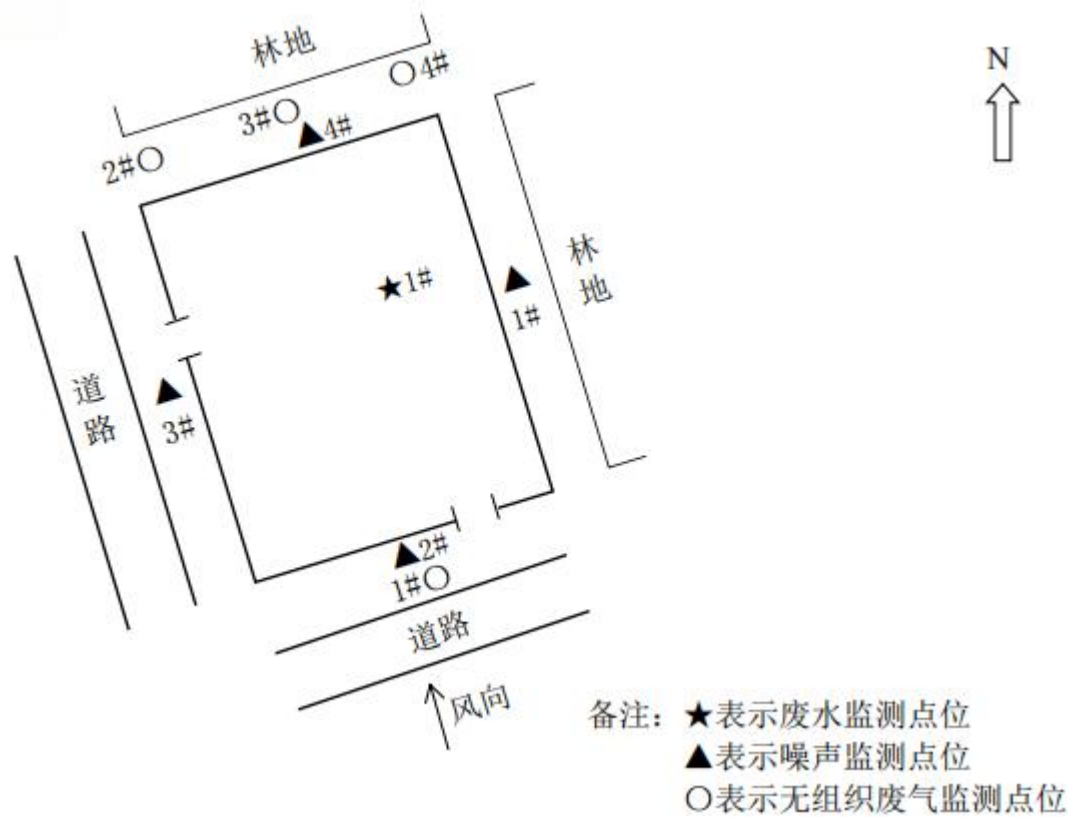 林地
N
○4#
3#○
▲4#
2#○
林地
★1#
▲
1#
道路
▲
3#
▲2#
1#○
道路
风向
备注：★表示废水监测点位
▲表示噪声监测点位
○表示无组织废气监测点位